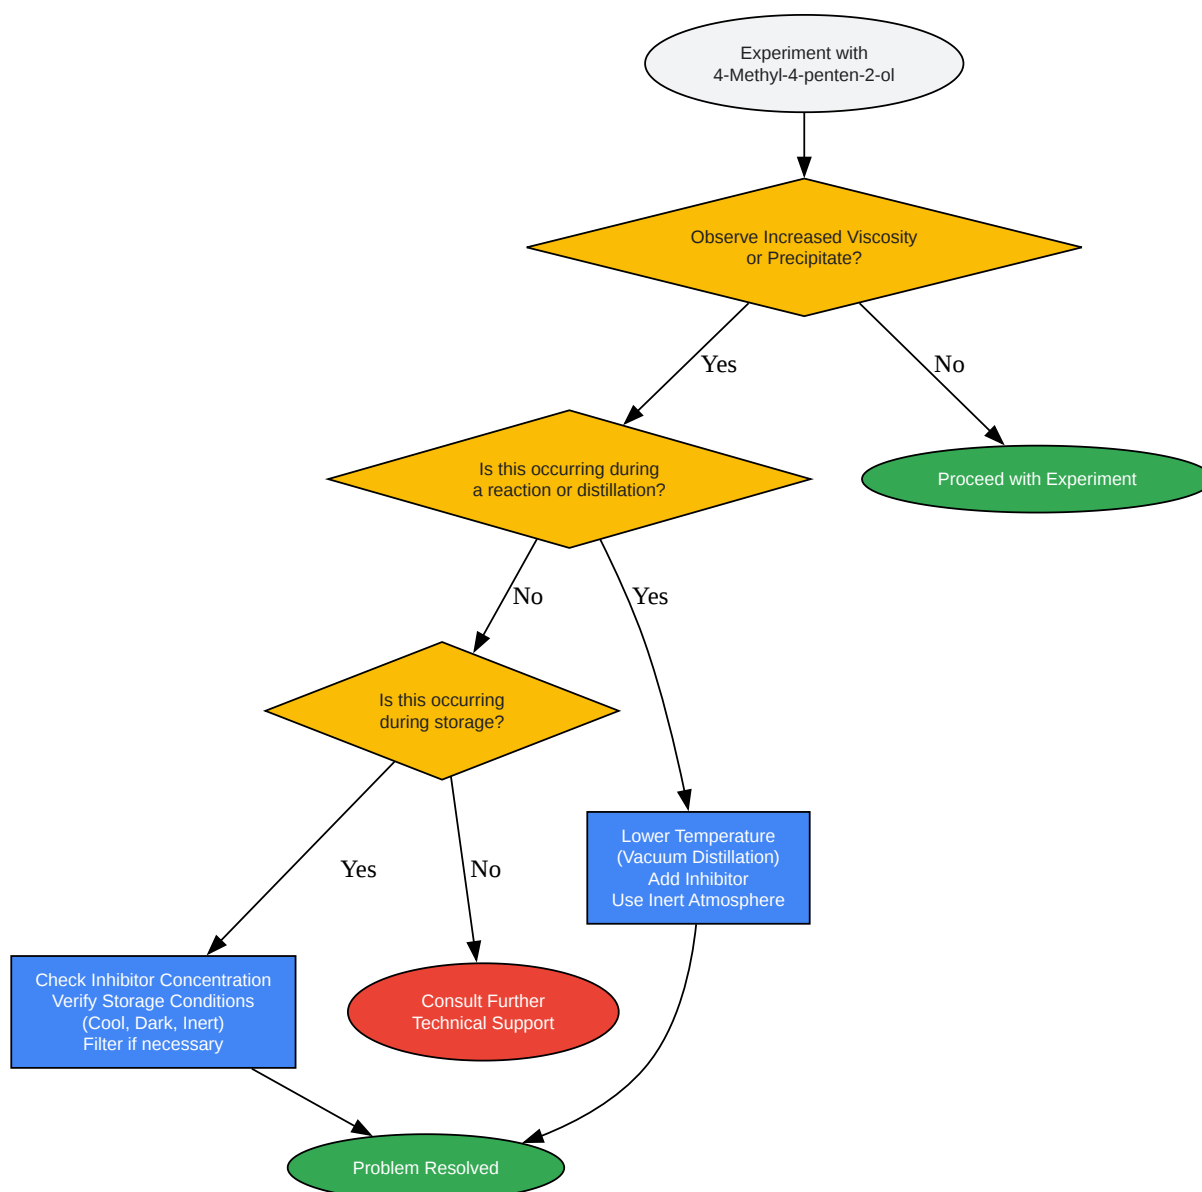 Experiment with
4-Methyl-4-penten-2-ol
Observe Increased Viscosity
or Precipitate?
Yes
No
Is this occurring during
a reaction or distillation?
Proceed with Experiment
No
Yes
Is this occurring
during storage?
Yes
No
Lower Temperature
(Vacuum Distillation)
Add Inhibitor
Use Inert Atmosphere
Check Inhibitor Concentration
Verify Storage Conditions
(Cool, Dark, Inert)
Filter if necessary
Consult Further
Technical Support
Problem Resolved